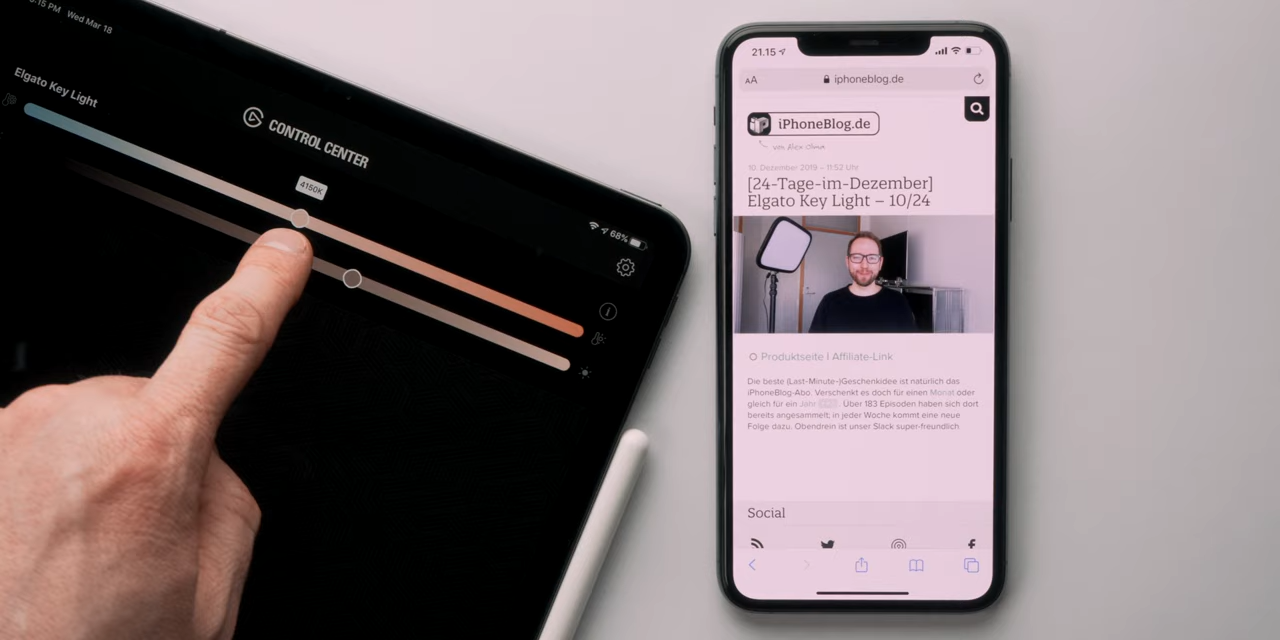 :15 PM Wed Mar 18
Elgato Key Light
CONTROL CENTER
4150K
68%
21.15
AA
iphoneblog.de
iPhoneBlog.de
iP
von Alex Olma
10. Dezember 2019 – 11:52 Uhr
[24-Tage-im-Dezember]
Elgato Key Light – 10/24
Produktseite | Affiliate-Link
Die beste (Last-Minute-)Geschenkidee ist natürlich das
iPhoneBlog-Abo. Verschenkt es doch für einen Monat oder
gleich für ein Jahr. Über 183 Episoden haben sich dort
bereits angesammelt; in jeder Woche kommt eine neue
Folge dazu. Obendrein ist unser Slack super-freundlich
Social